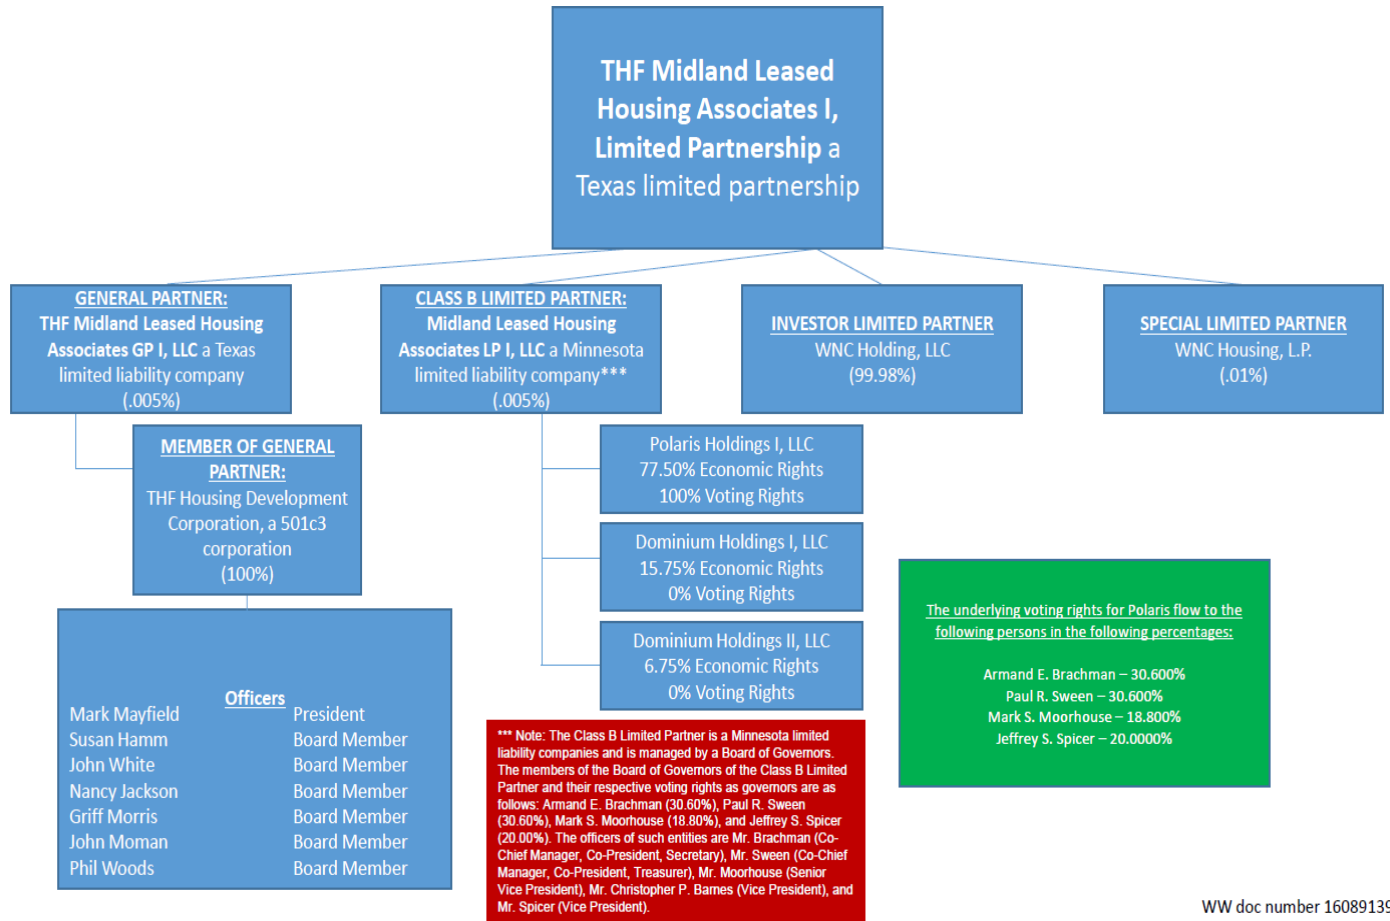 THF Midland Leased
Housing Associates I,
Limited Partnership a
Texas limited partnership
GENERAL PARTNER:
THF Midland Leased Housing
Associates GP I, LLC a Texas
limited liability company
(.005%)
CLASS B LIMITED PARTNER:
Midland Leased Housing
Associates LP I, LLC a Minnesota
limited liability company***
(.005%)
INVESTOR LIMITED PARTNER
WNC Holding, LLC
(99.98%)
SPECIAL LIMITED PARTNER
WNC Housing, L.P.
(.01%)
MEMBER OF GENERAL
PARTNER:
THF Housing Development
Corporation, a 501c3
corporation
(100%)
Polaris Holdings I, LLC
77.50% Economic Rights
100% Voting Rights
Dominium Holdings I, LLC
15.75% Economic Rights
0% Voting Rights
Dominium Holdings II, LLC
6.75% Economic Rights
0% Voting Rights
Officers
Mark Mayfield President
Susan Hamm Board Member
John White Board Member
Nancy Jackson Board Member
Griff Morris Board Member
John Moman Board Member
Phil Woods Board Member
*** Note: The Class B Limited Partner is a Minnesota limited
liability companies and is managed by a Board of Governors.
The members of the Board of Governors of the Class B Limited
Partner and their respective voting rights as governors are as
follows: Armand E. Brachman (30.60%), Paul R. Sween
(30.60%), Mark S. Moorhouse (18.80%), and Jeffrey S. Spicer
(20.00%). The officers of such entities are Mr. Brachman (Co-
Chief Manager, Co-President, Secretary), Mr. Sween (Co-Chief
Manager, Co-President, Treasurer), Mr. Moorhouse (Senior
Vice President), Mr. Christopher P. Barnes (Vice President), and
Mr. Spicer (Vice President).
The underlying voting rights for Polaris flow to the
following persons in the following percentages:
Armand E. Brachman – 30.600%
Paul R. Sween – 30.600%
Mark S. Moorhouse – 18.800%
Jeffrey S. Spicer – 20.0000%
WW doc number 16089139